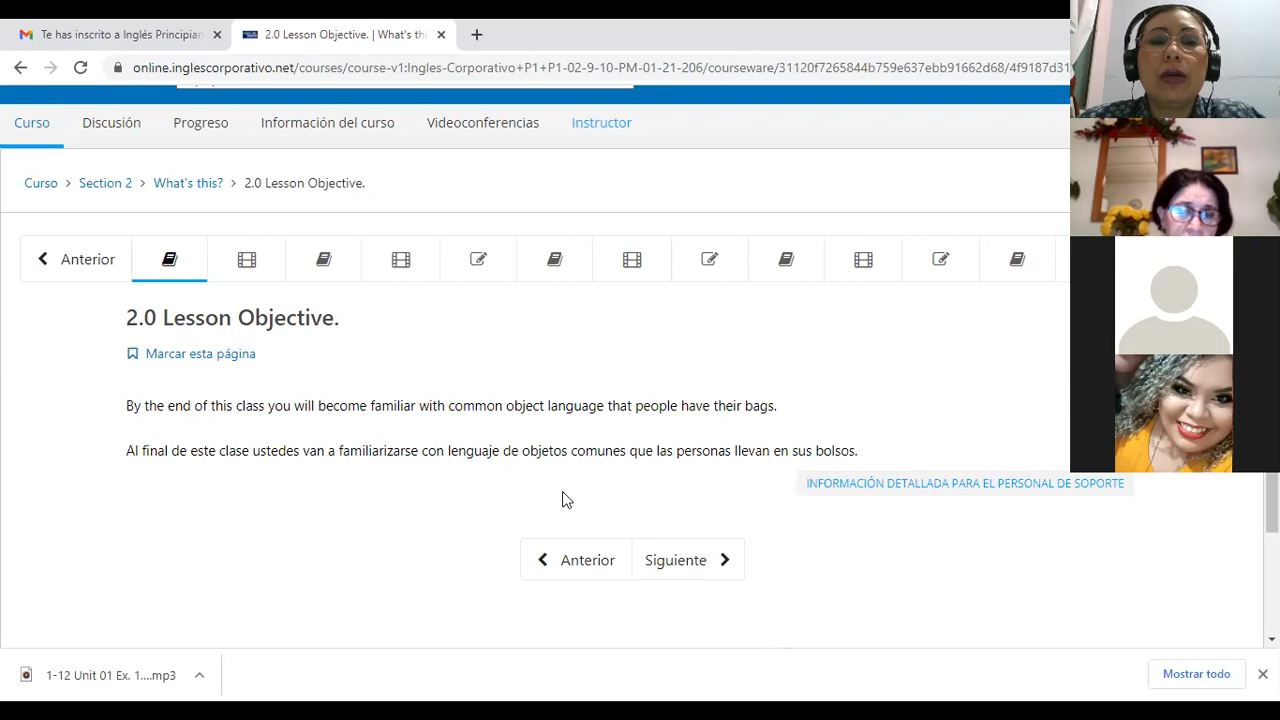 Te has inscrito a Inglés Principian
2.0 Lesson Objective. | What's thi
online.inglescorporativo.net/courses/course-v1:Ingles-Corporativo+P1+P1-02-9-10-PM-01-21-206/courseware/31120f7265844b759e637ebb91662d68/4f9187d31
Curso Discusión Progreso Información del curso Videoconferencias Instructor
Curso > Section 2 > What's this? > 2.0 Lesson Objective.
Anterior
2.0 Lesson Objective.
Marcar esta página
By the end of this class you will become familiar with common object language that people have their bags.
Al final de este clase ustedes van a familiarizarse con lenguaje de objetos comunes que las personas llevan en sus bolsos.
INFORMACIÓN DETALLADA PARA EL PERSONAL DE SOPORTE
Anterior Siguiente
1-12 Unit 01 Ex. 1....mp3
Mostrar todo